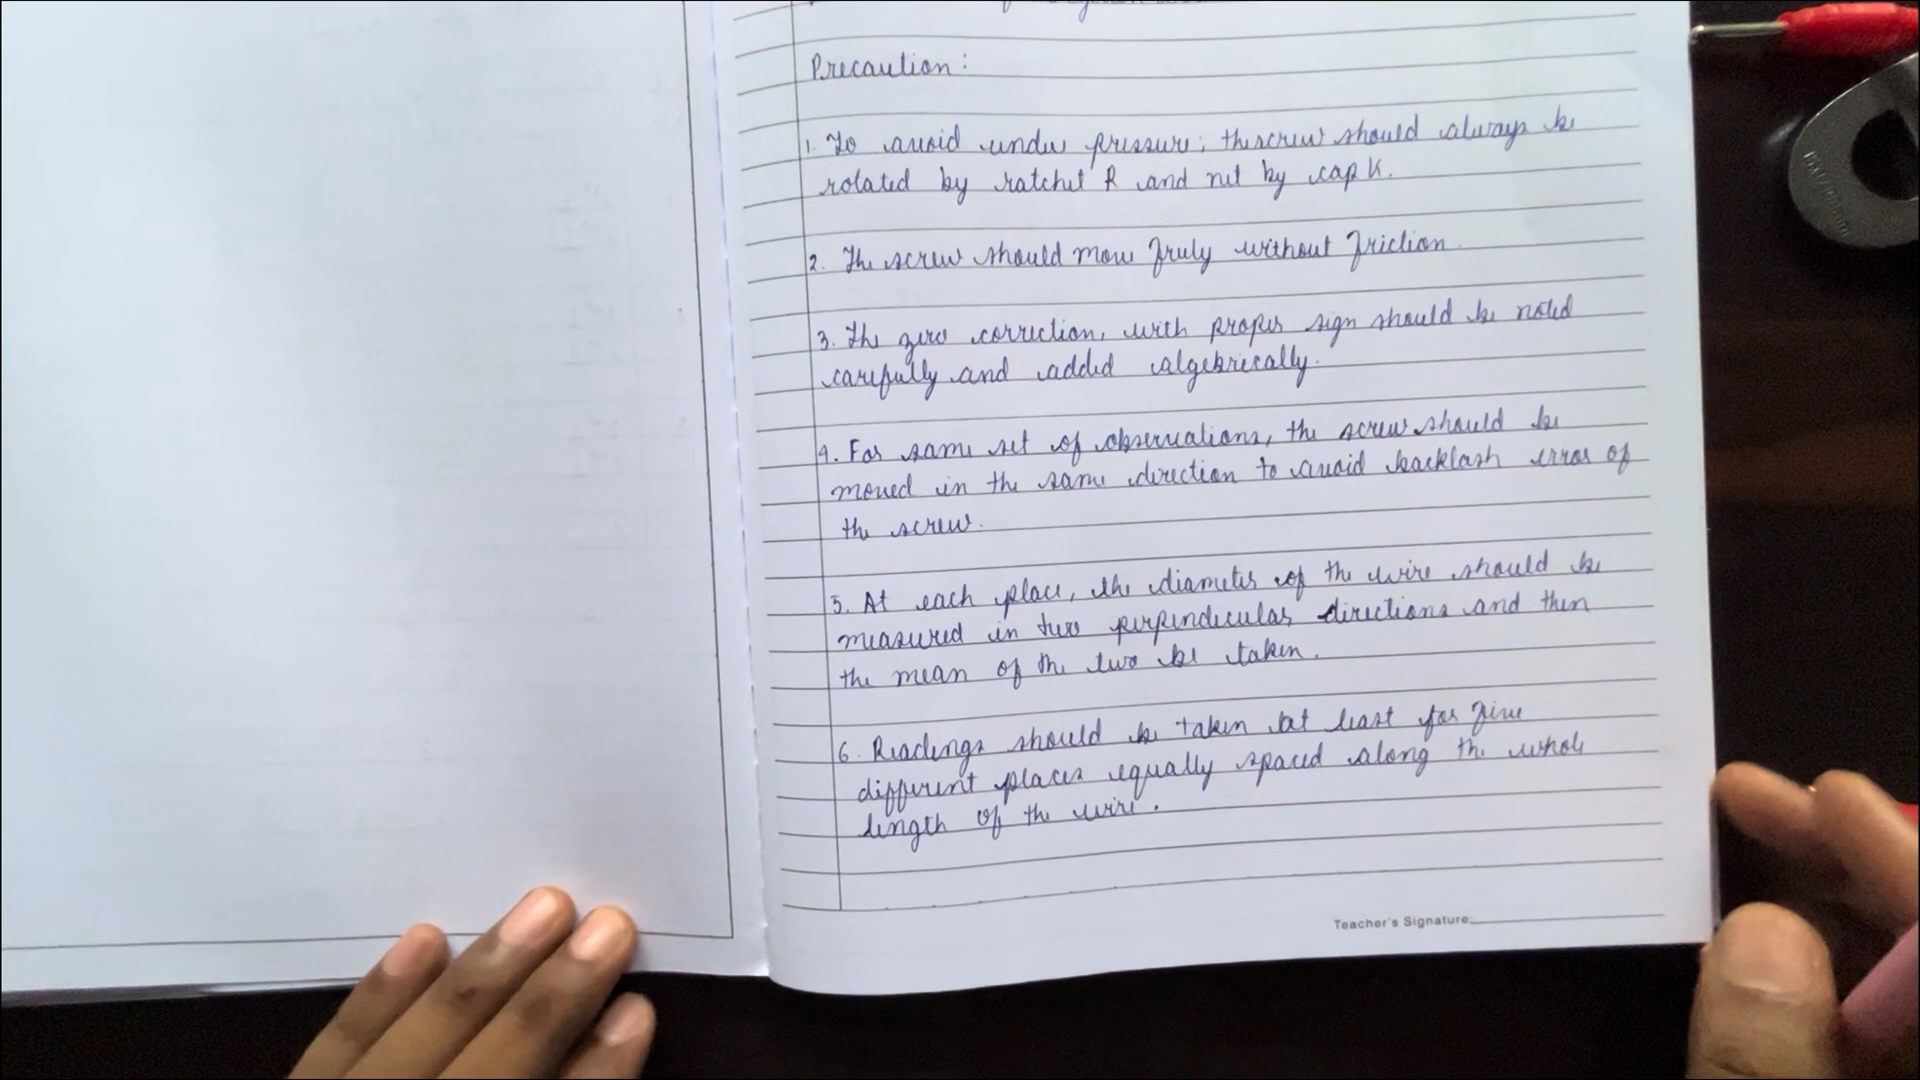 Precaution :
1. To avoid under pressure; the screw should always be
rotated by ratchet R and not by cap K.
2. The screw should move freely without friction
3. The zero correction, with proper sign should be noted
carefully and added algebrically.
4. For same set of observations, the screw should be
moved in the same direction to avoid backlash error of
the screw.
5. At each place, the diameter of the wire should be
measured in two perpendicular directions and then
the mean of the two be taken.
6. Readings should be taken at least for five
different places equally spaced along the whole
length of the wire.
Teacher's Signature